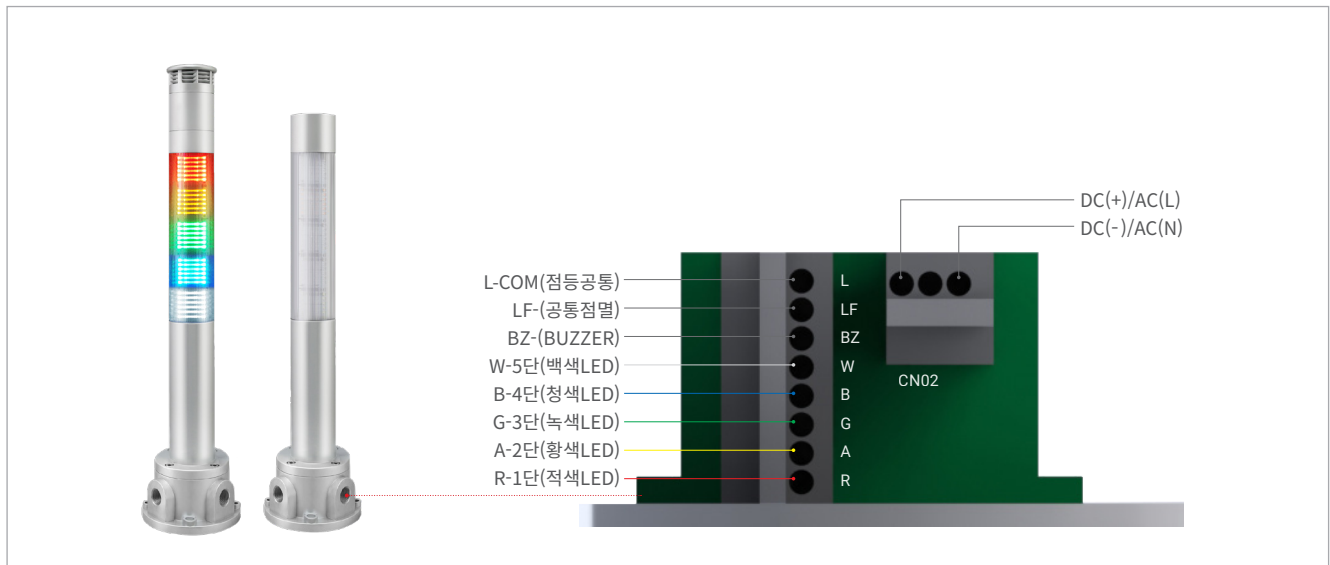 DC(+)/AC(L)
DC(-)/AC(N)
L-COM(점등공통)
LF-(공통점멸)
BZ-(BUZZER)
W-5단(백색LED)
B-4단(청색LED)
G-3단(녹색LED)
A-2단(황색LED)
R-1단(적색LED)
L
LF
BZ
W
B
G
A
R
CN02